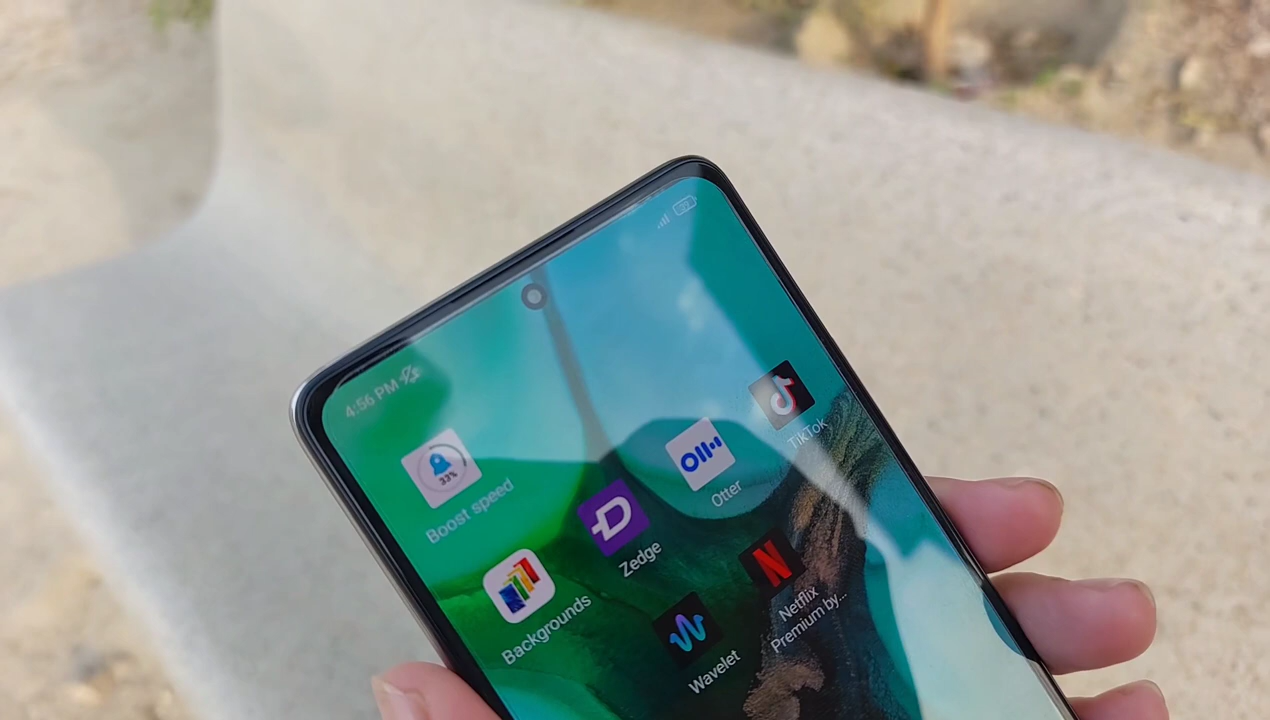 4:56 PM
33%
Boost speed
Otter
TikTok
Backgrounds
Zedge
Wavelet
Netflix
Premium by...